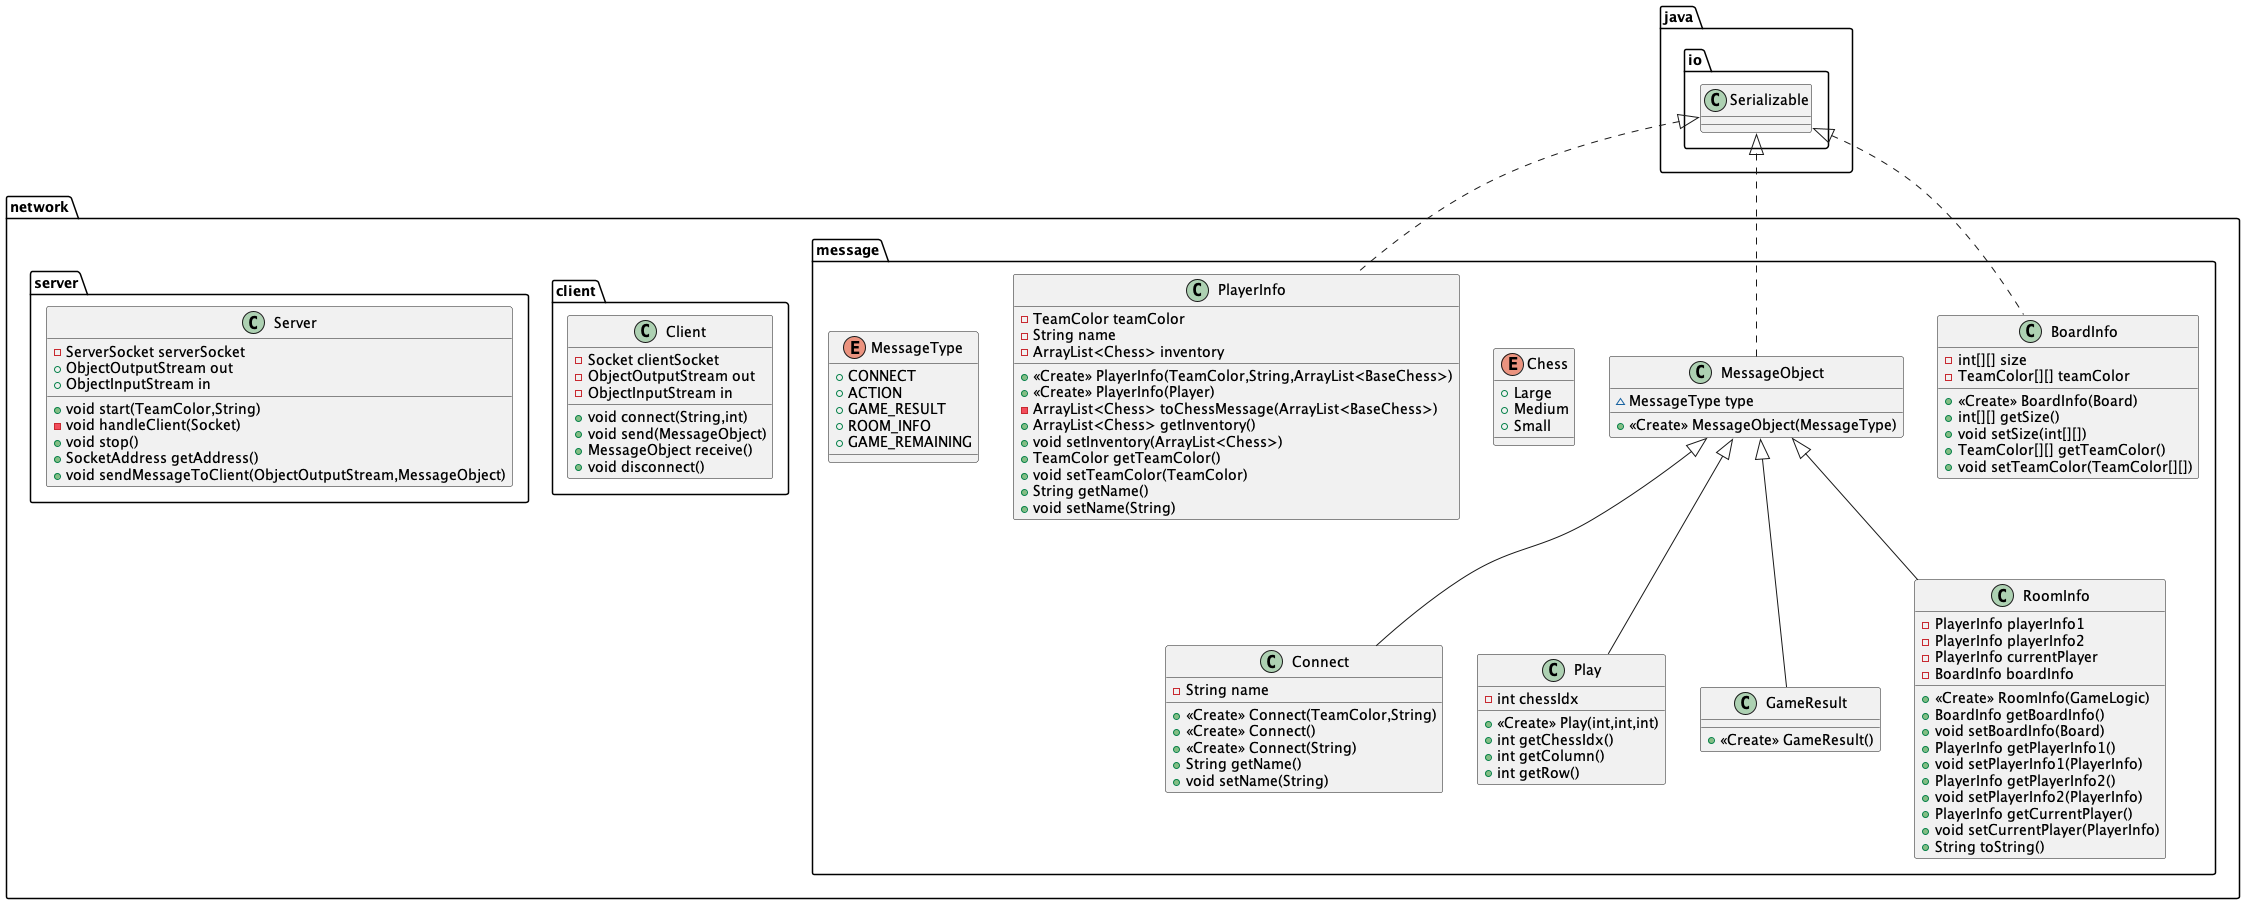 java
io
C Serializable
network
server
C Server
ServerSocket serverSocket
ObjectOutputStream out
ObjectInputStream in
void start(TeamColor,String)
void handleClient(Socket)
void stop()
SocketAddress getAddress()
void sendMessageToClient(ObjectOutputStream,MessageObject)
client
C Client
Socket clientSocket
ObjectOutputStream out
ObjectInputStream in
void connect(String,int)
void send(MessageObject)
MessageObject receive()
void disconnect()
message
E MessageType
CONNECT
ACTION
GAME_RESULT
ROOM_INFO
GAME_REMAINING
C PlayerInfo
TeamColor teamColor
String name
ArrayList<Chess> inventory
«Create» PlayerInfo(TeamColor,String,ArrayList<BaseChess>)
«Create» PlayerInfo(Player)
ArrayList<Chess> toChessMessage(ArrayList<BaseChess>)
ArrayList<Chess> getInventory()
void setInventory(ArrayList<Chess>)
TeamColor getTeamColor()
void setTeamColor(TeamColor)
String getName()
void setName(String)
E Chess
Large
Medium
Small
C MessageObject
MessageType type
«Create» MessageObject(MessageType)
C BoardInfo
int[][] size
TeamColor[][] teamColor
«Create» BoardInfo(Board)
int[][] getSize()
void setSize(int[][])
TeamColor[][] getTeamColor()
void setTeamColor(TeamColor[][])
C Connect
String name
«Create» Connect(TeamColor,String)
«Create» Connect()
«Create» Connect(String)
String getName()
void setName(String)
C Play
int chessIdx
«Create» Play(int,int,int)
int getChessIdx()
int getColumn()
int getRow()
C GameResult
«Create» GameResult()
C RoomInfo
PlayerInfo playerInfo1
PlayerInfo playerInfo2
PlayerInfo currentPlayer
BoardInfo boardInfo
«Create» RoomInfo(GameLogic)
BoardInfo getBoardInfo()
void setBoardInfo(Board)
PlayerInfo getPlayerInfo1()
void setPlayerInfo1(PlayerInfo)
PlayerInfo getPlayerInfo2()
void setPlayerInfo2(PlayerInfo)
PlayerInfo getCurrentPlayer()
void setCurrentPlayer(PlayerInfo)
String toString()